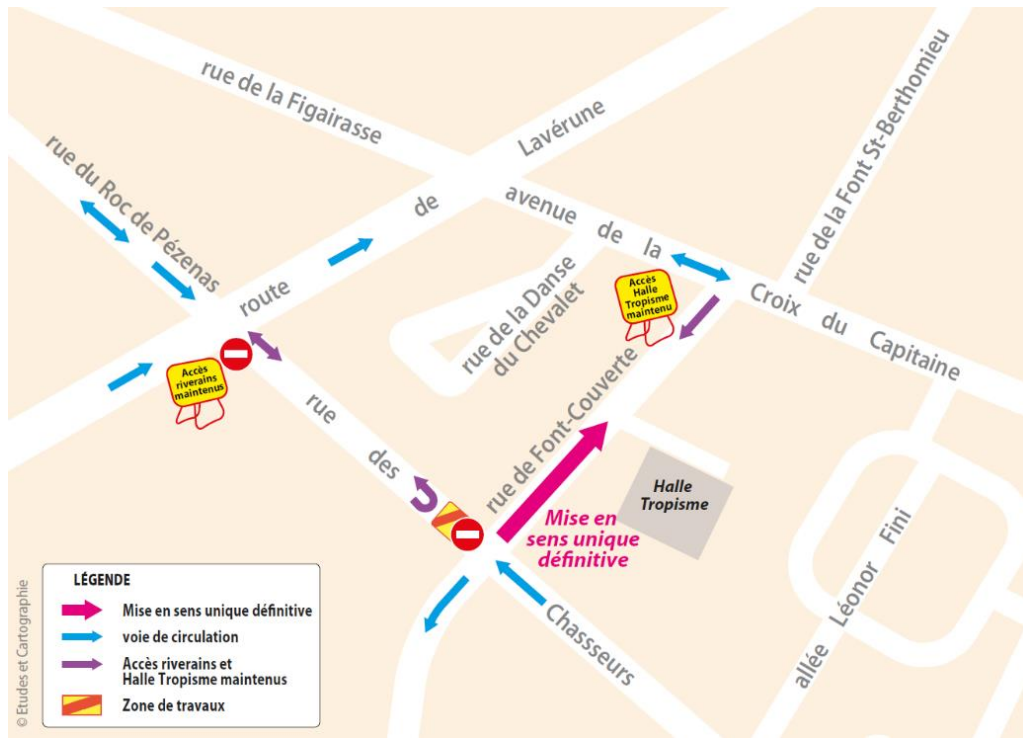 rue de la Figairasse
Lavérune
rue de la Font St-Berthomieu
rue du Roc de Pézenas
de
avenue de la
route
Accès
Halle
Tropisme
maintenu
Croix du Capitaine
rue de la Danse
du Chevalet
Accès
riverains
maintenus
rue des
rue de Font-Couverte
Halle
Tropisme
Mise en
sens unique
définitive
Chassseurs
allée Léonor Fini
LÉGENDE
Mise en sens unique définitive
voie de circulation
Accès riverains et
Halle Tropisme maintenus
Zone de travaux
© Etudes et Cartographie